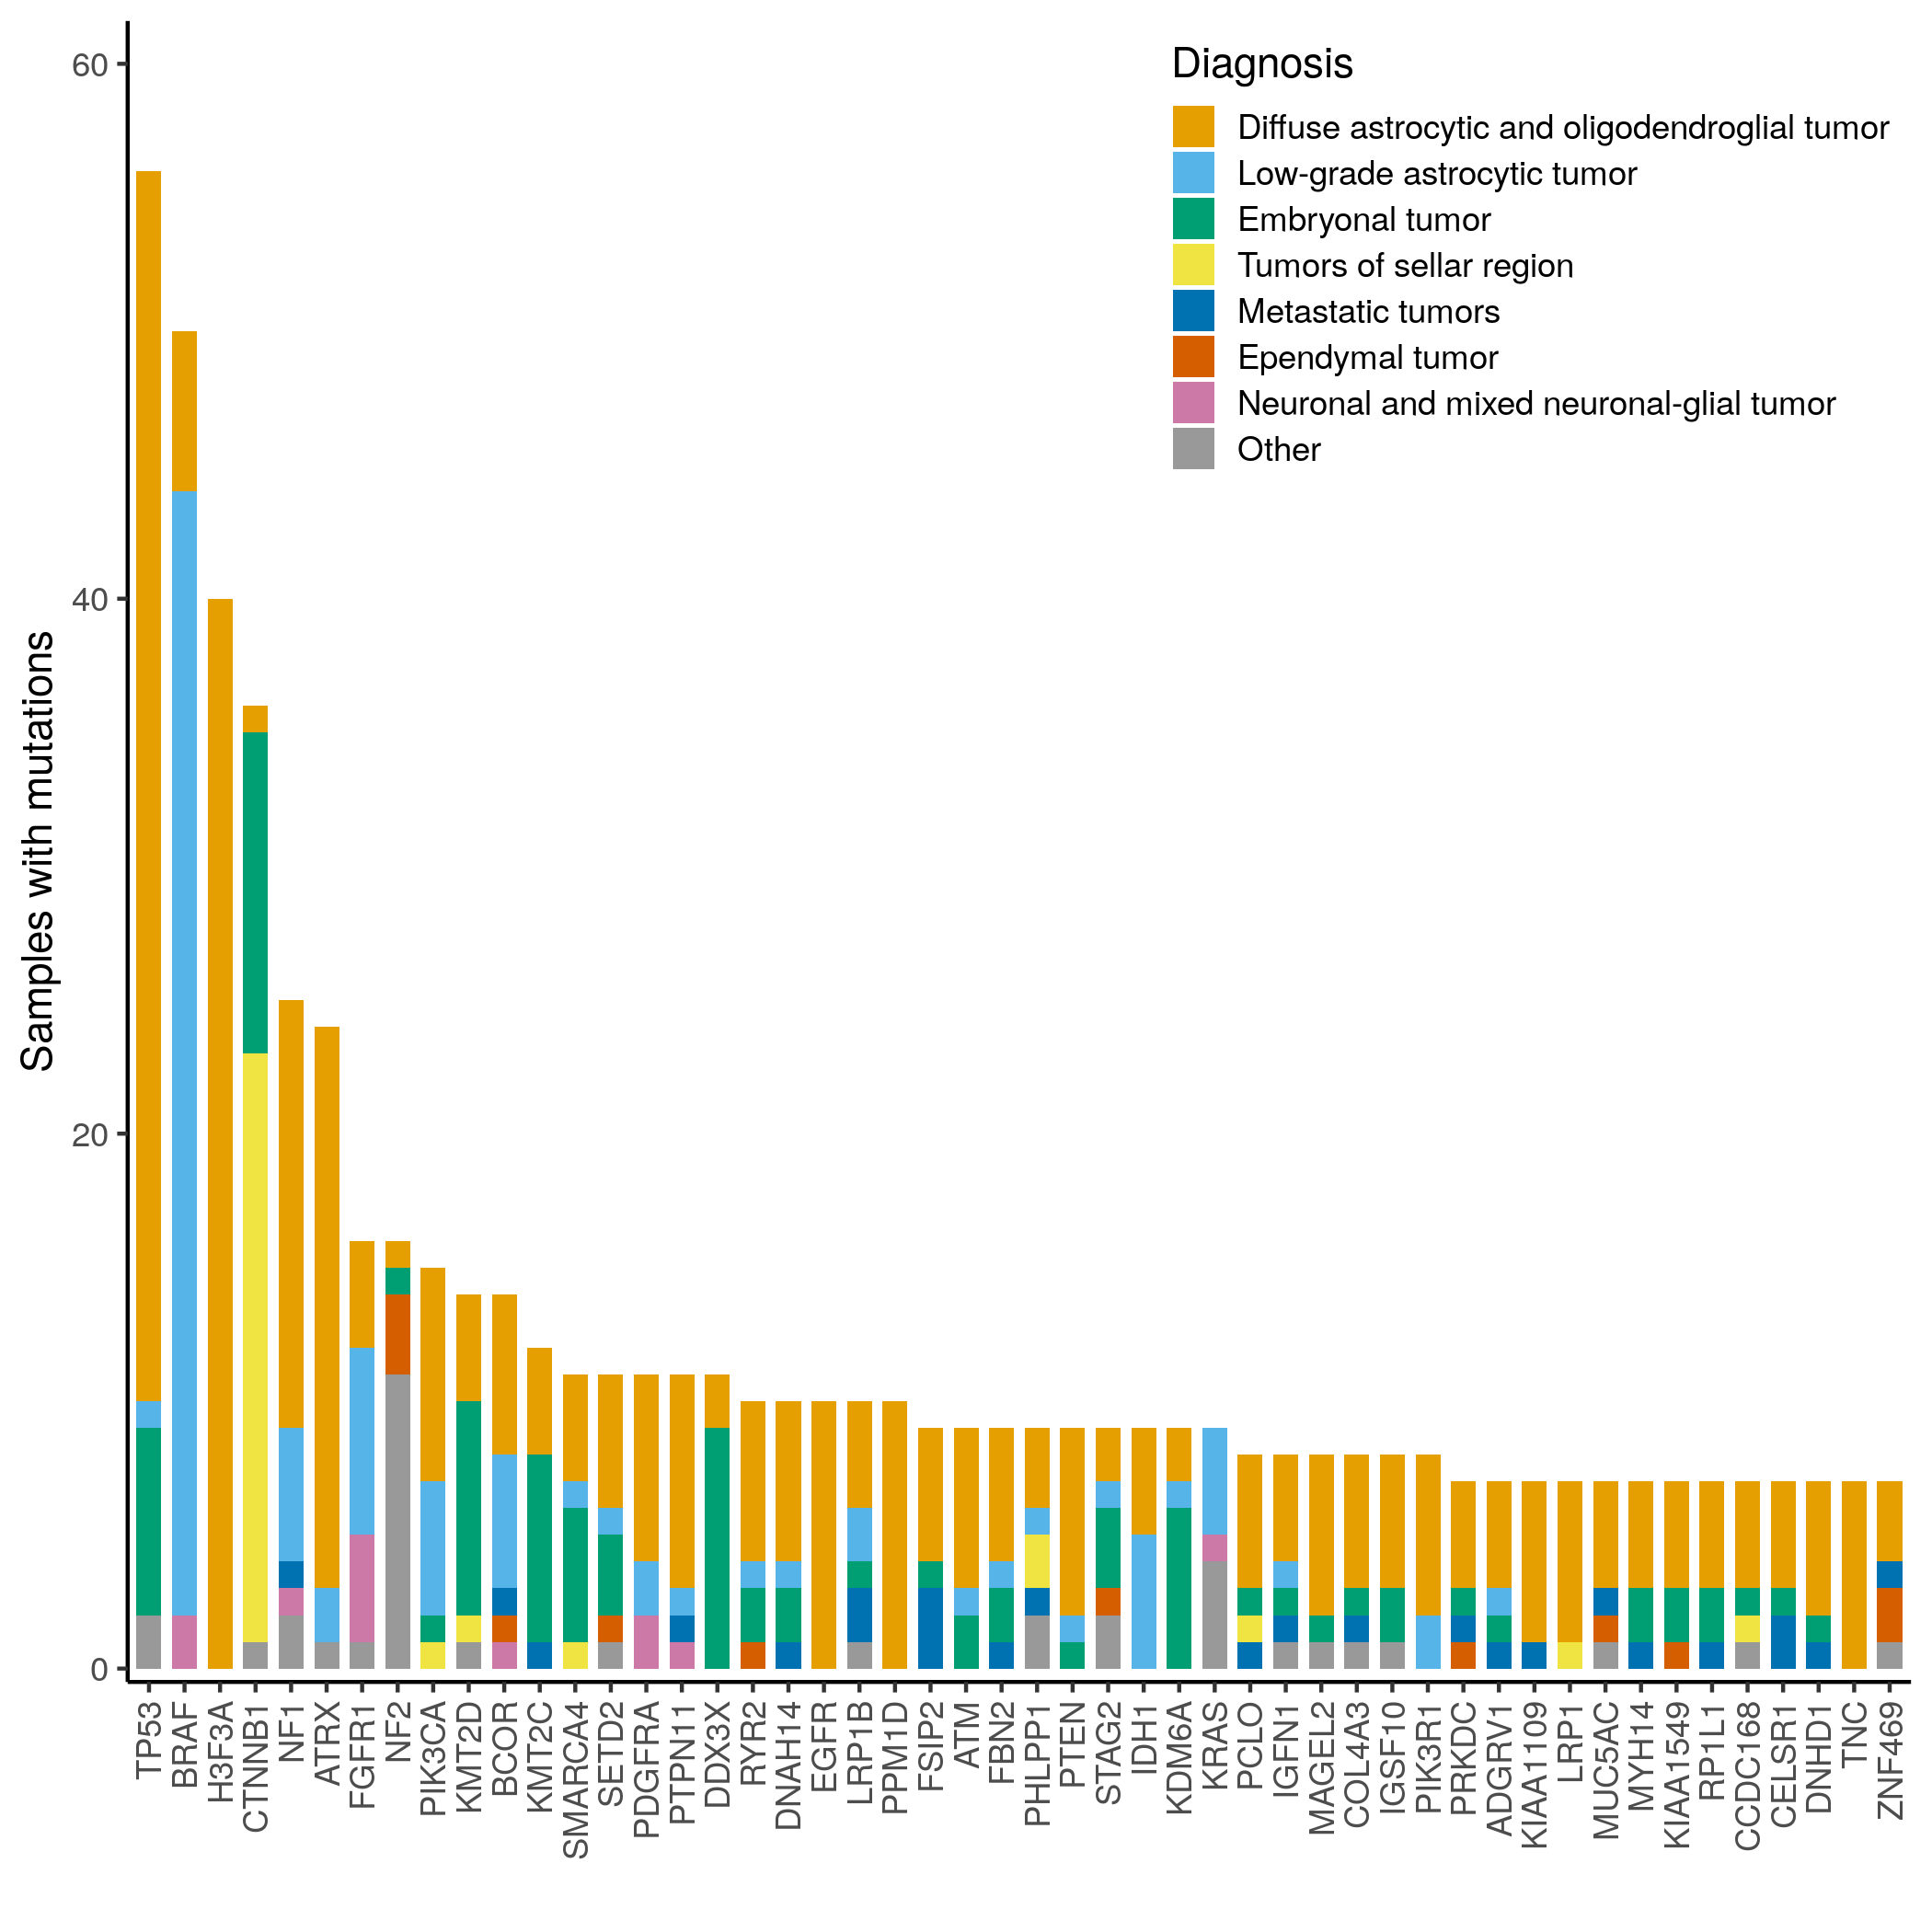 Diagnosis
Diffuse astrocytic and oligodendroglial tumor
Low-grade astrocytic tumor
Embryonal tumor
Tumors of sellar region
Metastatic tumors
Ependymal tumor
Neuronal and mixed neuronal-glial tumor
Other
Samples with mutations
60
40
20
0
TP53
BRAF
H3F3A
CTNNB1
NF1
ATRX
FGFR1
NF2
PIK3CA
KMT2D
BCOR
KMT2C
SMARCA4
SETD2
PDGFRA
PTPN11
DDX3X
RYR2
DNAH14
EGFR
LRP1B
PPM1D
FSIP2
ATM
FBN2
PHLPP1
PTEN
STAG2
IDH1
KDM6A
KRAS
PCLO
IGFN1
MAGEL2
COL4A3
IGSF10
PIK3R1
PRKDC
ADGRV1
KIAA1109
LRP1
MUC5AC
MYH14
KIAA1549
RP1L1
CCDC168
CELSR1
DNHD1
TNC
ZNF469